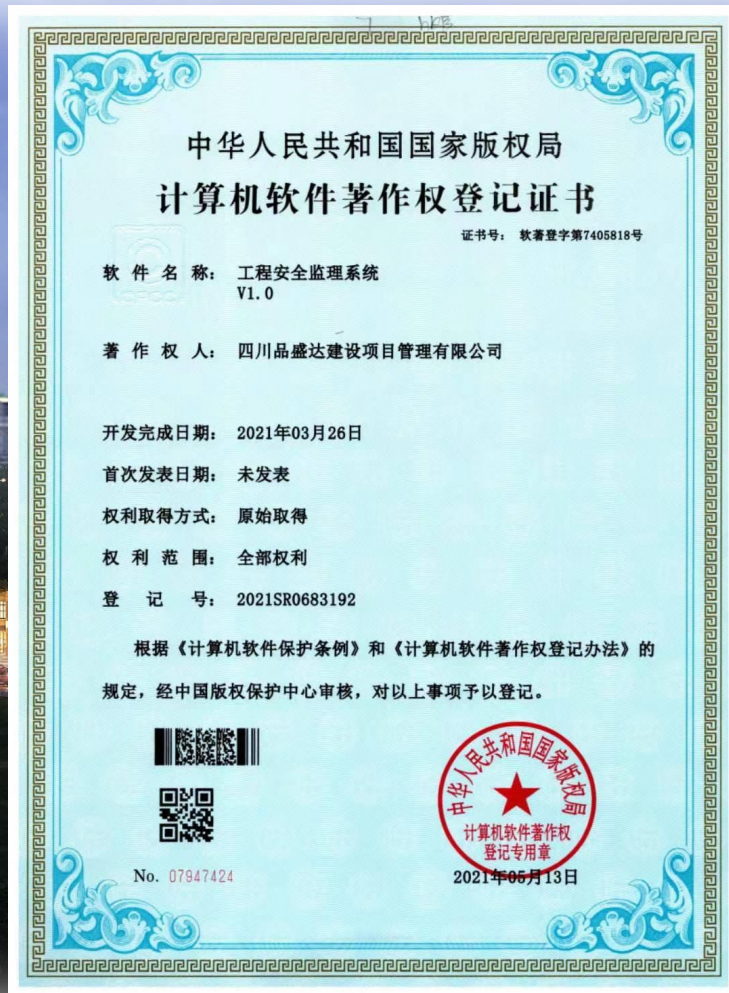 中华人民共和国国家版权局
计算机软件著作权登记证书
证书号： 软著登字第7405818号
软件名称： 工程安全监理系统
V1.0
著作权人： 四川品盛达建设项目管理有限公司
开发完成日期： 2021年03月26日
首次发表日期： 未发表
权利取得方式： 原始取得
权利范围： 全部权利
登记号： 2021SR0683192
根据《计算机软件保护条例》和《计算机软件著作权登记办法》的
规定，经中国版权保护中心审核，对以上事项予以登记。
中华人民共和国国家版权局
计算机软件著作权
登记专用章
No. 07947424
2021年05月13日